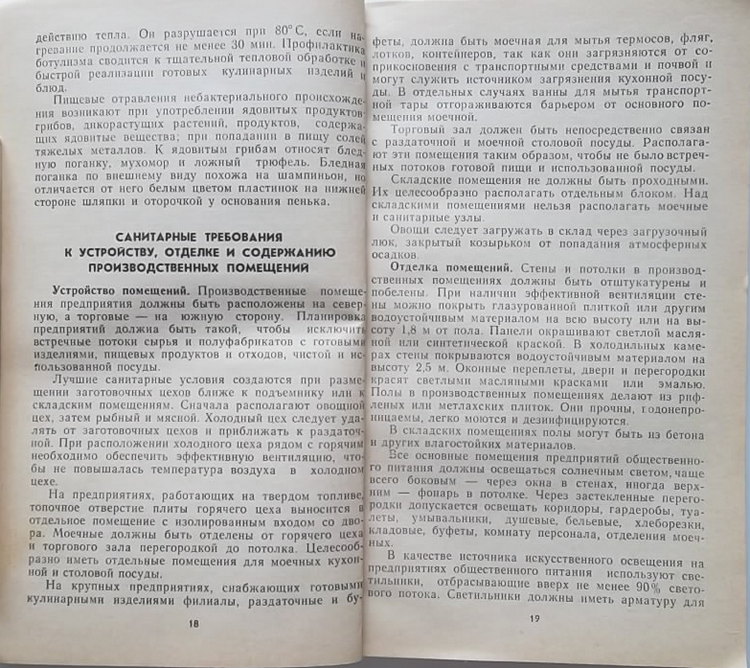 действию тепла. Он разрушается при 80°С, если на-
гревание продолжается не менее 30 мин. Профилактика
ботулизма сводится к тщательной тепловой обработке и
быстрой реализации готовых кулинарных изделий и
блюд.
Пищевые отравления небактериального происхожде-
ния возникают при употреблении ядовитых продуктов:
грибов, дикорастущих растений, продуктов, содержа-
щих ядовитые вещества; при попадании в пищу солей
тяжелых металлов. К ядовитым грибам относят блед-
ную поганку, мухомор и ложный трюфель. Бледная
поганка по внешнему виду похожа на шампиньон, но
отличается от него белым цветом пластинок на нижней
стороне шляпки и оторочкой у основания пенька.
САНИТАРНЫЕ ТРЕБОВАНИЯ
К УСТРОЙСТВУ, ОТДЕЛКЕ И СОДЕРЖАНИЮ
ПРОИЗВОДСТВЕННЫХ ПОМЕЩЕНИЙ
Устройство помещений. Производственные помеще-
ния предприятия должны быть расположены на север-
ную, а торговые — на южную сторону. Планировка
предприятий должна быть такой, чтобы исключить
встречные потоки сырья и полуфабрикатов с готовыми
изделиями, пищевых продуктов и отходов, чистой и ис-
пользованной посуды.
Лучшие санитарные условия создаются при разме-
щении заготовочных цехов ближе к подъемнику или к
складским помещениям. Сначала располагают овощной
цех, затем рыбный и мясной. Холодный цех следует уда-
лять от заготовочных цехов и приближать к раздаточ-
ной. При расположении холодного цеха рядом с горячим
необходимо обеспечить эффективную вентиляцию, что-
бы не повышалась температура воздуха в холодном
цехе.
На предприятиях, работающих на твердом топливе,
топочное отверстие плиты горячего цеха выносится в
отдельное помещение с изолированным входом со дво-
ра. Моечные должны быть отделены от горячего цеха
и торгового зала перегородкой до потолка. Целесооб-
разно иметь отдельные помещения для моечных кухон-
ной и столовой посуды.
На крупных предприятиях, снабжающих готовыми
кулинарными изделиями филиалы, раздаточные и бу-
18
феты, должна быть моечная для мытья термосов, фляг,
лотков, контейнеров, так как они загрязняются от со-
прикосновения с транспортными средствами и почвой и
могут служить источником загрязнения кухонной посу-
ды. В отдельных случаях ванны для мытья транспорт-
ной тары отгораживаются барьером от основного по-
мещения моечной.
Торговый зал должен быть непосредственно связан
с раздаточной и моечной столовой посуды. Располага-
ют эти помещения таким образом, чтобы не было встреч-
ных потоков готовой пищи и использованной посуды.
Складские помещения не должны быть проходными.
Их целесообразно располагать отдельным блоком. Над
складскими помещениями нельзя располагать моечные
и санитарные узлы.
Овощи следует загружать в склад через загрузочный
люк, закрытый козырьком от попадания атмосферных
осадков.
Отделка помещений. Стены и потолки в производ-
ственных помещениях должны быть отштукатурены и
побелены. При наличии эффективной вентиляции сте-
ны можно покрыть глазурованной плиткой или другим
водоустойчивым материалом на всю высоту или на вы-
соту 1,8 м от пола. Панели окрашивают светлой масля-
ной или синтетической краской. В холодильных каме-
рах стены покрываются водоустойчивым материалом на
высоту 2,5 м. Оконные переплеты, двери и перегородки
красят светлыми масляными красками или эмалью.
Полы в производственных помещениях делают из риф-
леных или метлахских плиток. Они прочны, водонепро-
ницаемы, легко моются и дезинфицируются.
В складских помещениях полы могут быть из бетона
и других влагостойких материалов.
Все основные помещения предприятий общественно-
го питания должны освещаться солнечным светом, чаще
всего боковым — через окна в стенах, иногда верх-
ним — фонарь в потолке. Через застекленные перего-
родки допускается освещать коридоры, гардеробы, туа-
леты, умывальники, душевые, бельевые, хлеборезки,
кладовые, буфеты, комнату персонала, отделения моеч-
ных.
В качестве источника искусственного освещения на
предприятиях общественного питания используют све-
тильники, отбрасывающие вверх не менее 90% свето-
вого потока. Светильники должны иметь арматуру для
19